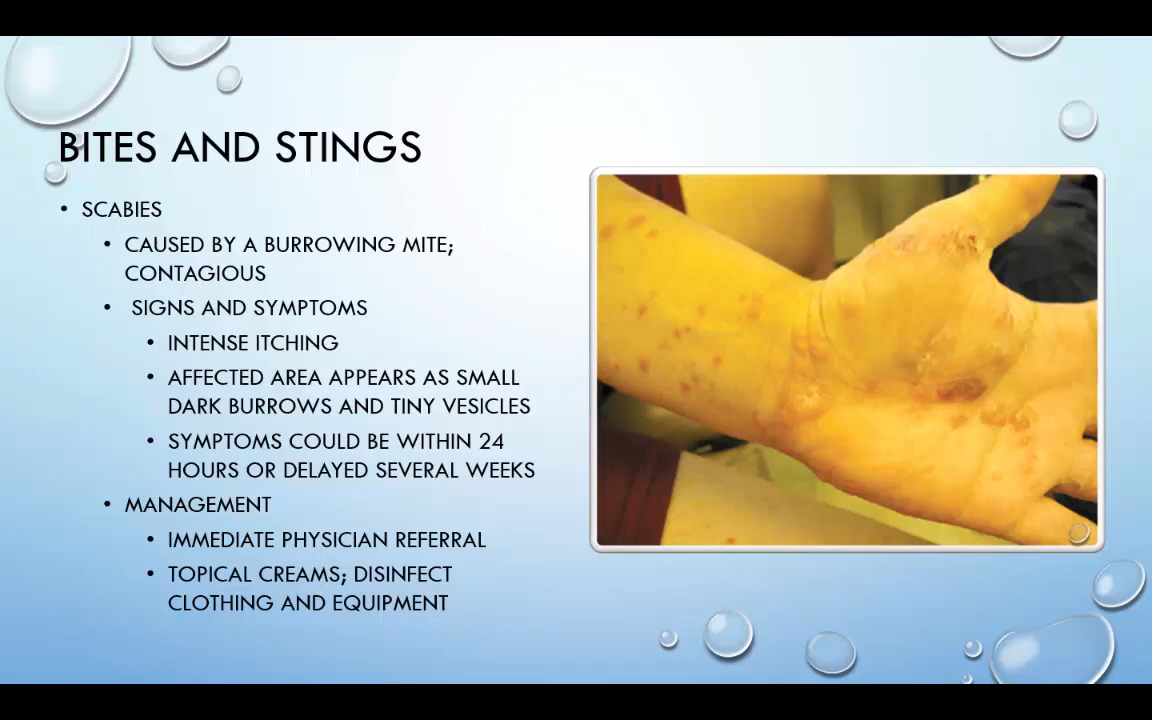 BITES AND STINGS
• SCABIES
• CAUSED BY A BURROWING MITE;
CONTAGIOUS
• SIGNS AND SYMPTOMS
• INTENSE ITCHING
• AFFECTED AREA APPEARS AS SMALL
DARK BURROWS AND TINY VESICLES
• SYMPTOMS COULD BE WITHIN 24
HOURS OR DELAYED SEVERAL WEEKS
• MANAGEMENT
• IMMEDIATE PHYSICIAN REFERRAL
• TOPICAL CREAMS; DISINFECT
CLOTHING AND EQUIPMENT